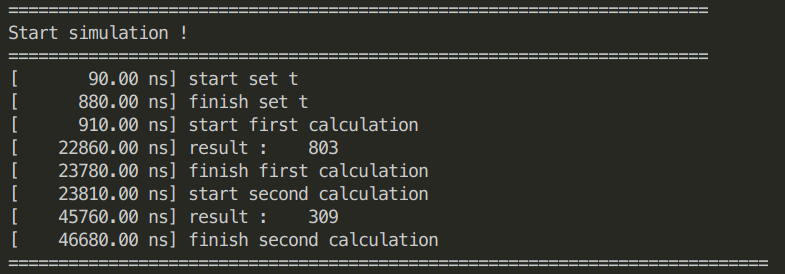 ======================================================================
Start simulation !
======================================================================
[       90.00 ns] start set t
[      880.00 ns] finish set t
[      910.00 ns] start first calculation
[    22860.00 ns] result :    803
[    23780.00 ns] finish first calculation
[    23810.00 ns] start second calculation
[    45760.00 ns] result :    309
[    46680.00 ns] finish second calculation
============================================================================